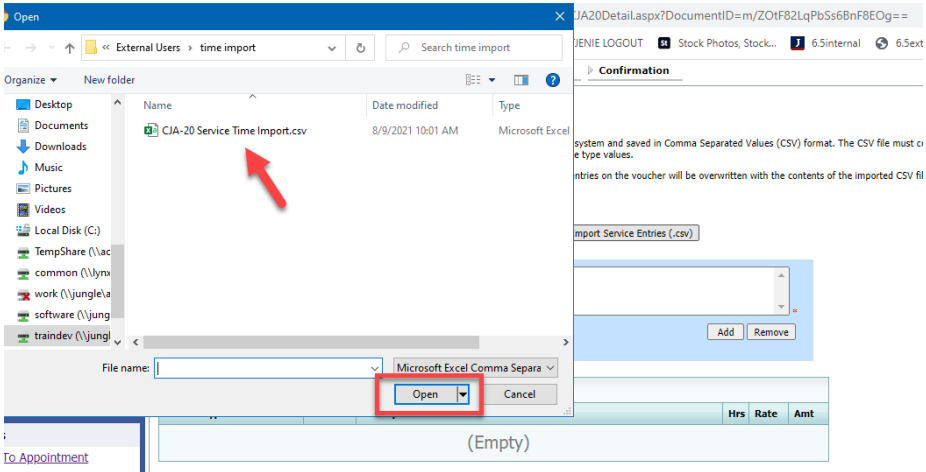 Open
CJA20Detail.aspx?DocumentID=m/ZOtF82LqPbSs6BnF8EOg==
« External Users › time import
Search time import
JENIE LOGOUT St Stock Photos, Stock... J 6.5internal 6.5ext
Organize New folder
Confirmation
Name Date modified Type
Desktop
Documents
Downloads
Music
Pictures
Videos
Local Disk (C:)
TempShare (\\ac
common (\\lynx
work (\\jungle\a
software (\\jung
traindev (\\jungl
CJA-20 Service Time Import.csv 8/9/2021 10:01 AM Microsoft Excel
system and saved in Comma Separated Values (CSV) format. The CSV file must c
e type values.
ntries on the voucher will be overwritten with the contents of the imported CSV fil
mport Service Entries (.csv)
*
Add Remove
File name: Microsoft Excel Comma Separa
Open Cancel
Hrs Rate Amt
(Empty)
s
To Appointment